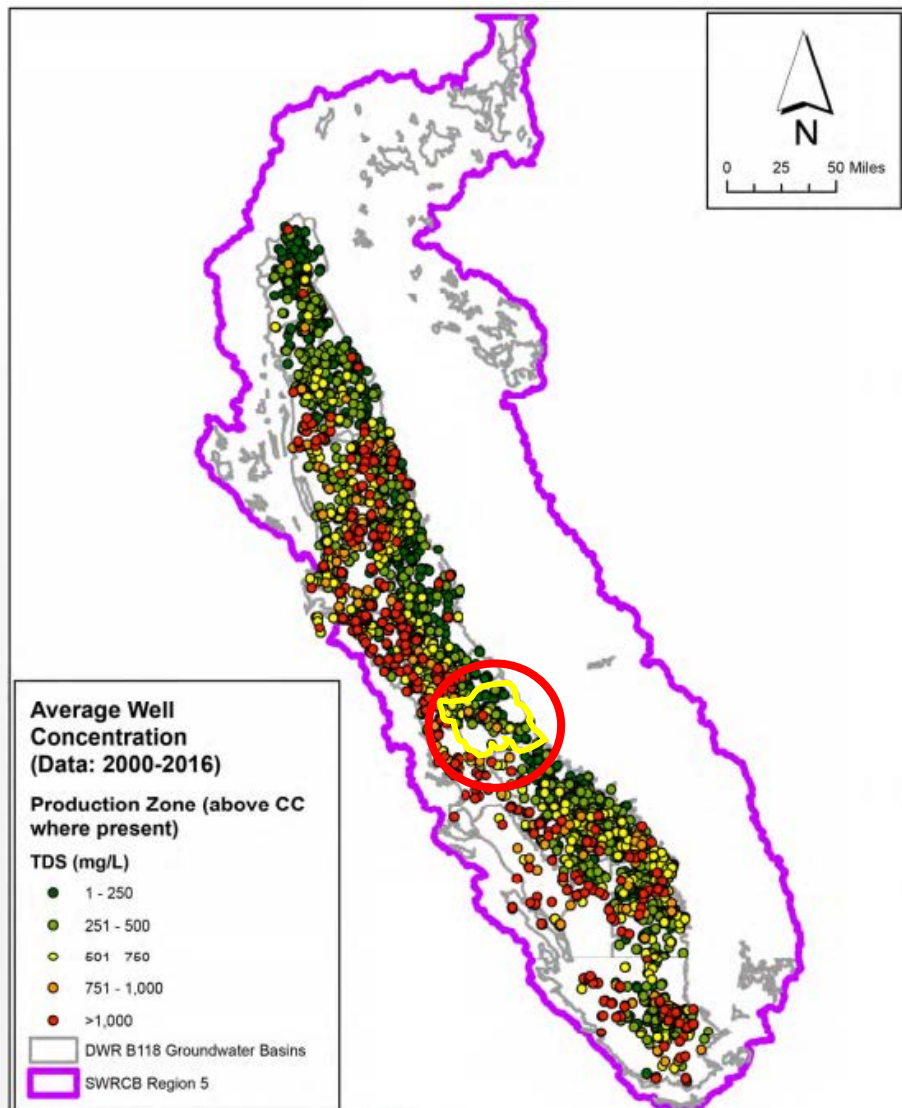 N
0 25 50 Miles
Average Well
Concentration
(Data: 2000-2016)
Production Zone (above CC
where present)
TDS (mg/L)
1 - 250
251 - 500
501 - 750
751 - 1,000
>1,000
DWR B118 Groundwater Basins
SWRCB Region 5